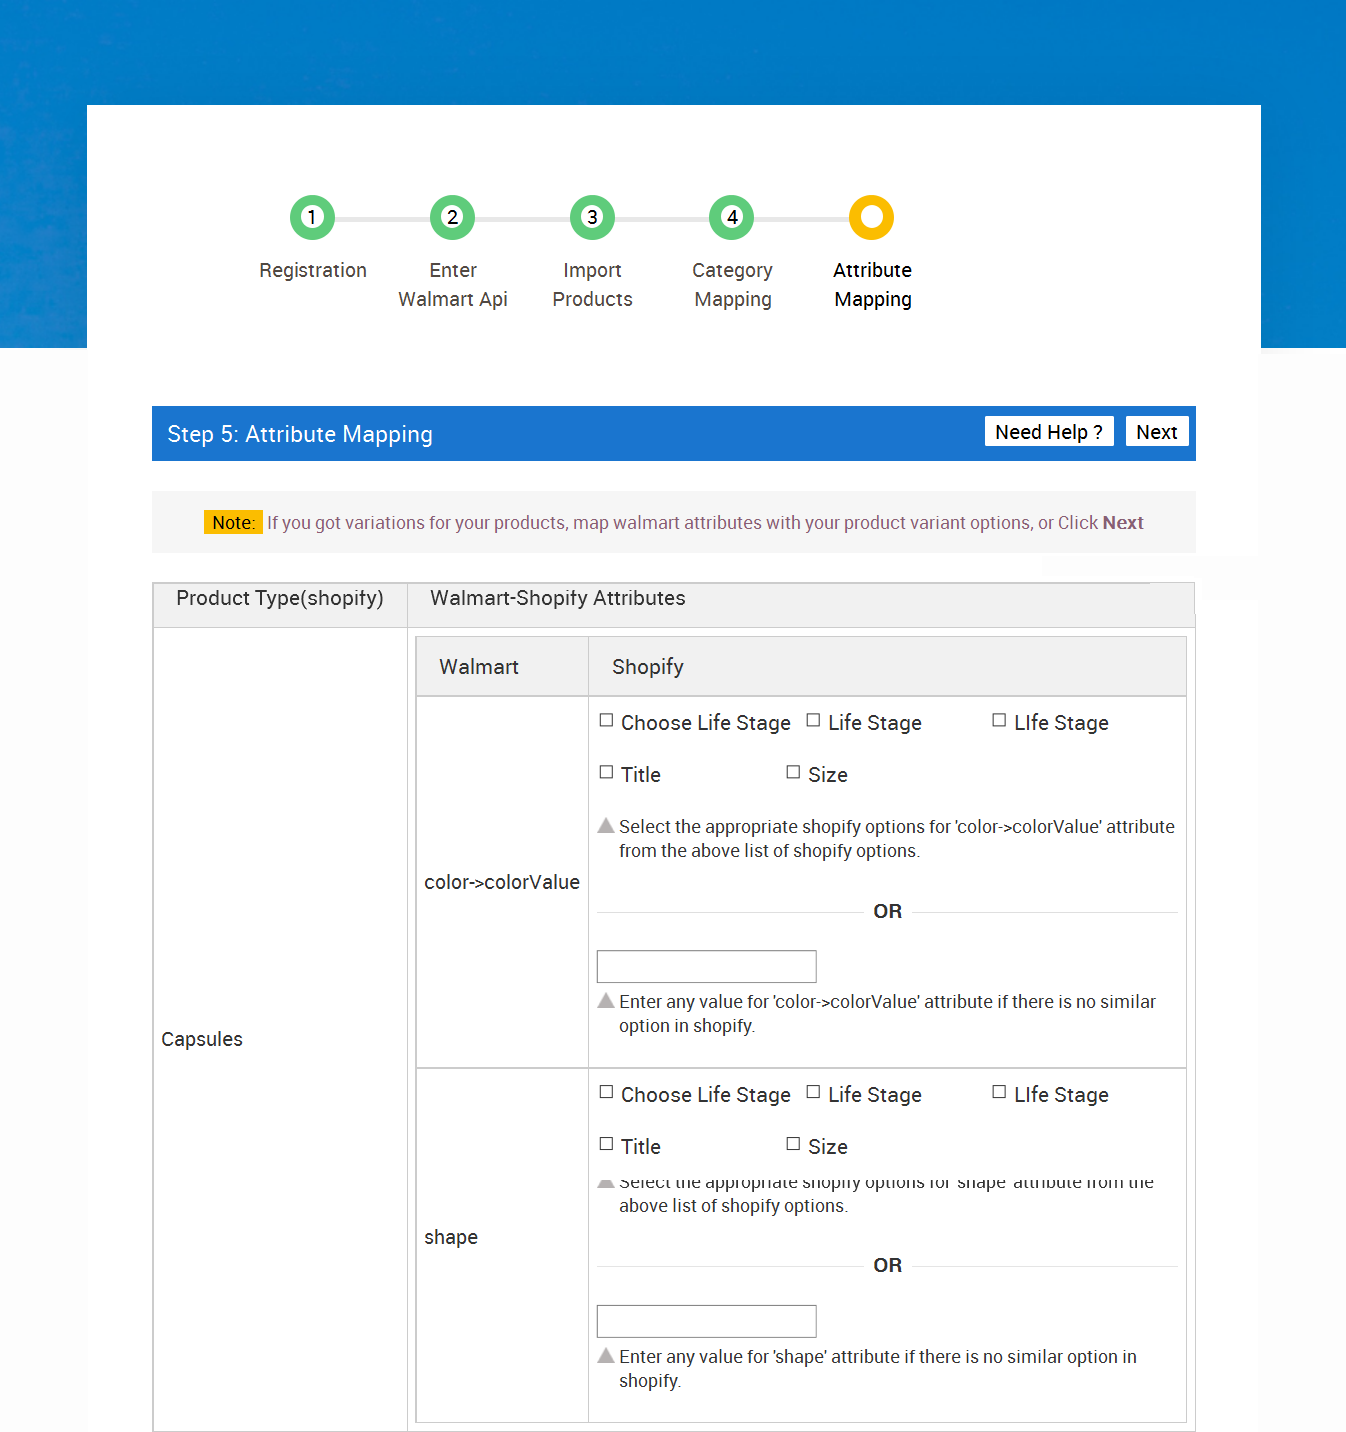 1 2 3 4
Registration Enter Import Category Attribute
Walmart Api Products Mapping Mapping
Step 5: Attribute Mapping Need Help ? Next
Note: If you got variations for your products, map walmart attributes with your product variant options, or Click Next
Product Type(shopify) Walmart-Shopify Attributes
Walmart Shopify
Choose Life Stage Life Stage LIfe Stage
Title Size
Select the appropriate shopify options for 'color->colorValue' attribute
from the above list of shopify options.
color->colorValue
OR
Enter any value for 'color->colorValue' attribute if there is no similar
option in shopify.
Capsules
Choose Life Stage Life Stage LIfe Stage
Title Size
Select the appropriate shopify options for 'shape' attribute from the
above list of shopify options.
shape
OR
Enter any value for 'shape' attribute if there is no similar option in
shopify.